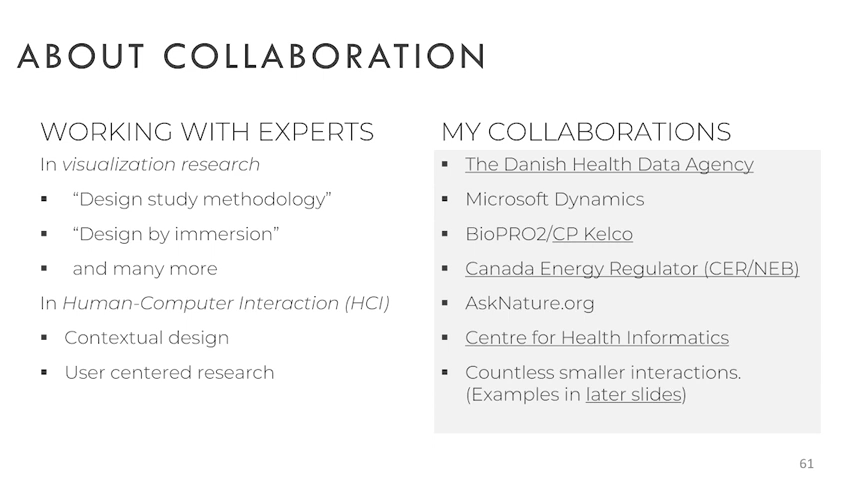 ABOUT COLLABORATION
WORKING WITH EXPERTS
In visualization research
▪ “Design study methodology”
▪ “Design by immersion”
▪ and many more
In Human-Computer Interaction (HCI)
▪ Contextual design
▪ User centered research
MY COLLABORATIONS
▪ The Danish Health Data Agency
▪ Microsoft Dynamics
▪ BioPRO2/CP Kelco
▪ Canada Energy Regulator (CER/NEB)
▪ AskNature.org
▪ Centre for Health Informatics
▪ Countless smaller interactions.
(Examples in later slides)
61